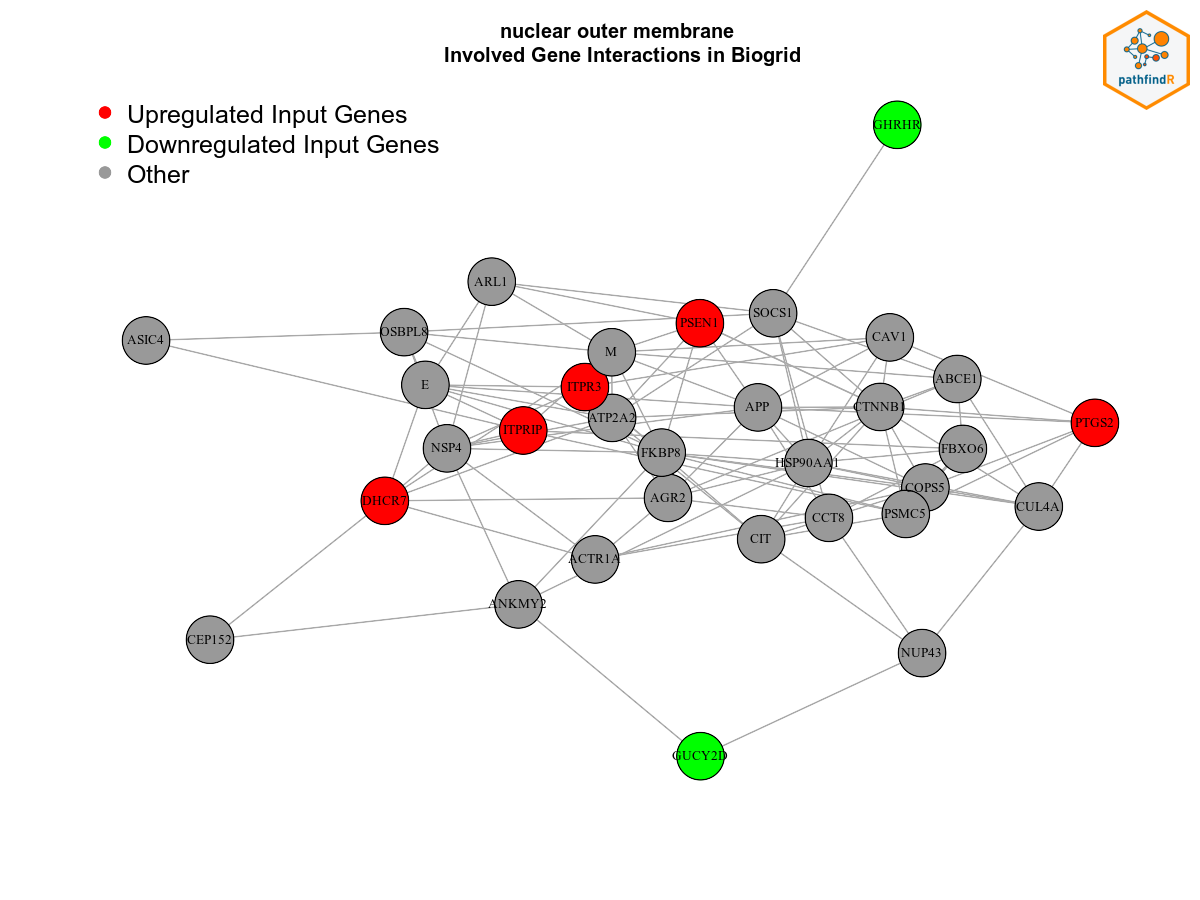 nuclear outer membrane
Involved Gene Interactions in Biogrid
pathfindR
Upregulated Input Genes
Downregulated Input Genes
Other
GHRHR
ARL1
ASIC4
OSBPL8
PSEN1
SOCS1
CAV1
M
E
ITPR3
ABCE1
ATP2A2
APP
CTNNB1
PTGS2
ITPRIP
NSP4
FKBP8
HSP90AA1
FBXO6
DHCR7
AGR2
COPS5
CUL4A
CCT8
PSMC5
CIT
ACTR1A
ANKMY2
CEP152
NUP43
GUCY2D